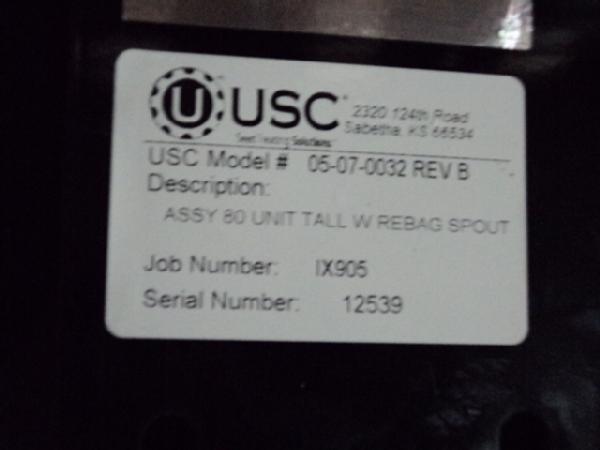 U USC
2320 124th Road
Sabetha, KS 66534
Seed Treating Solutions
USC Model # 05-07-0032 REV B
Description:
ASSY 80 UNIT TALL W REBAG SPOUT
Job Number: IX905
Serial Number: 12539